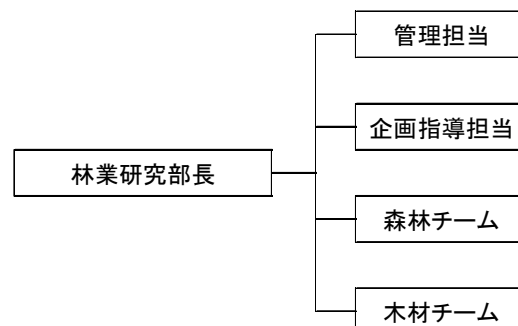 管理担当
企画指導担当
林業研究部長
森林チーム
木材チーム